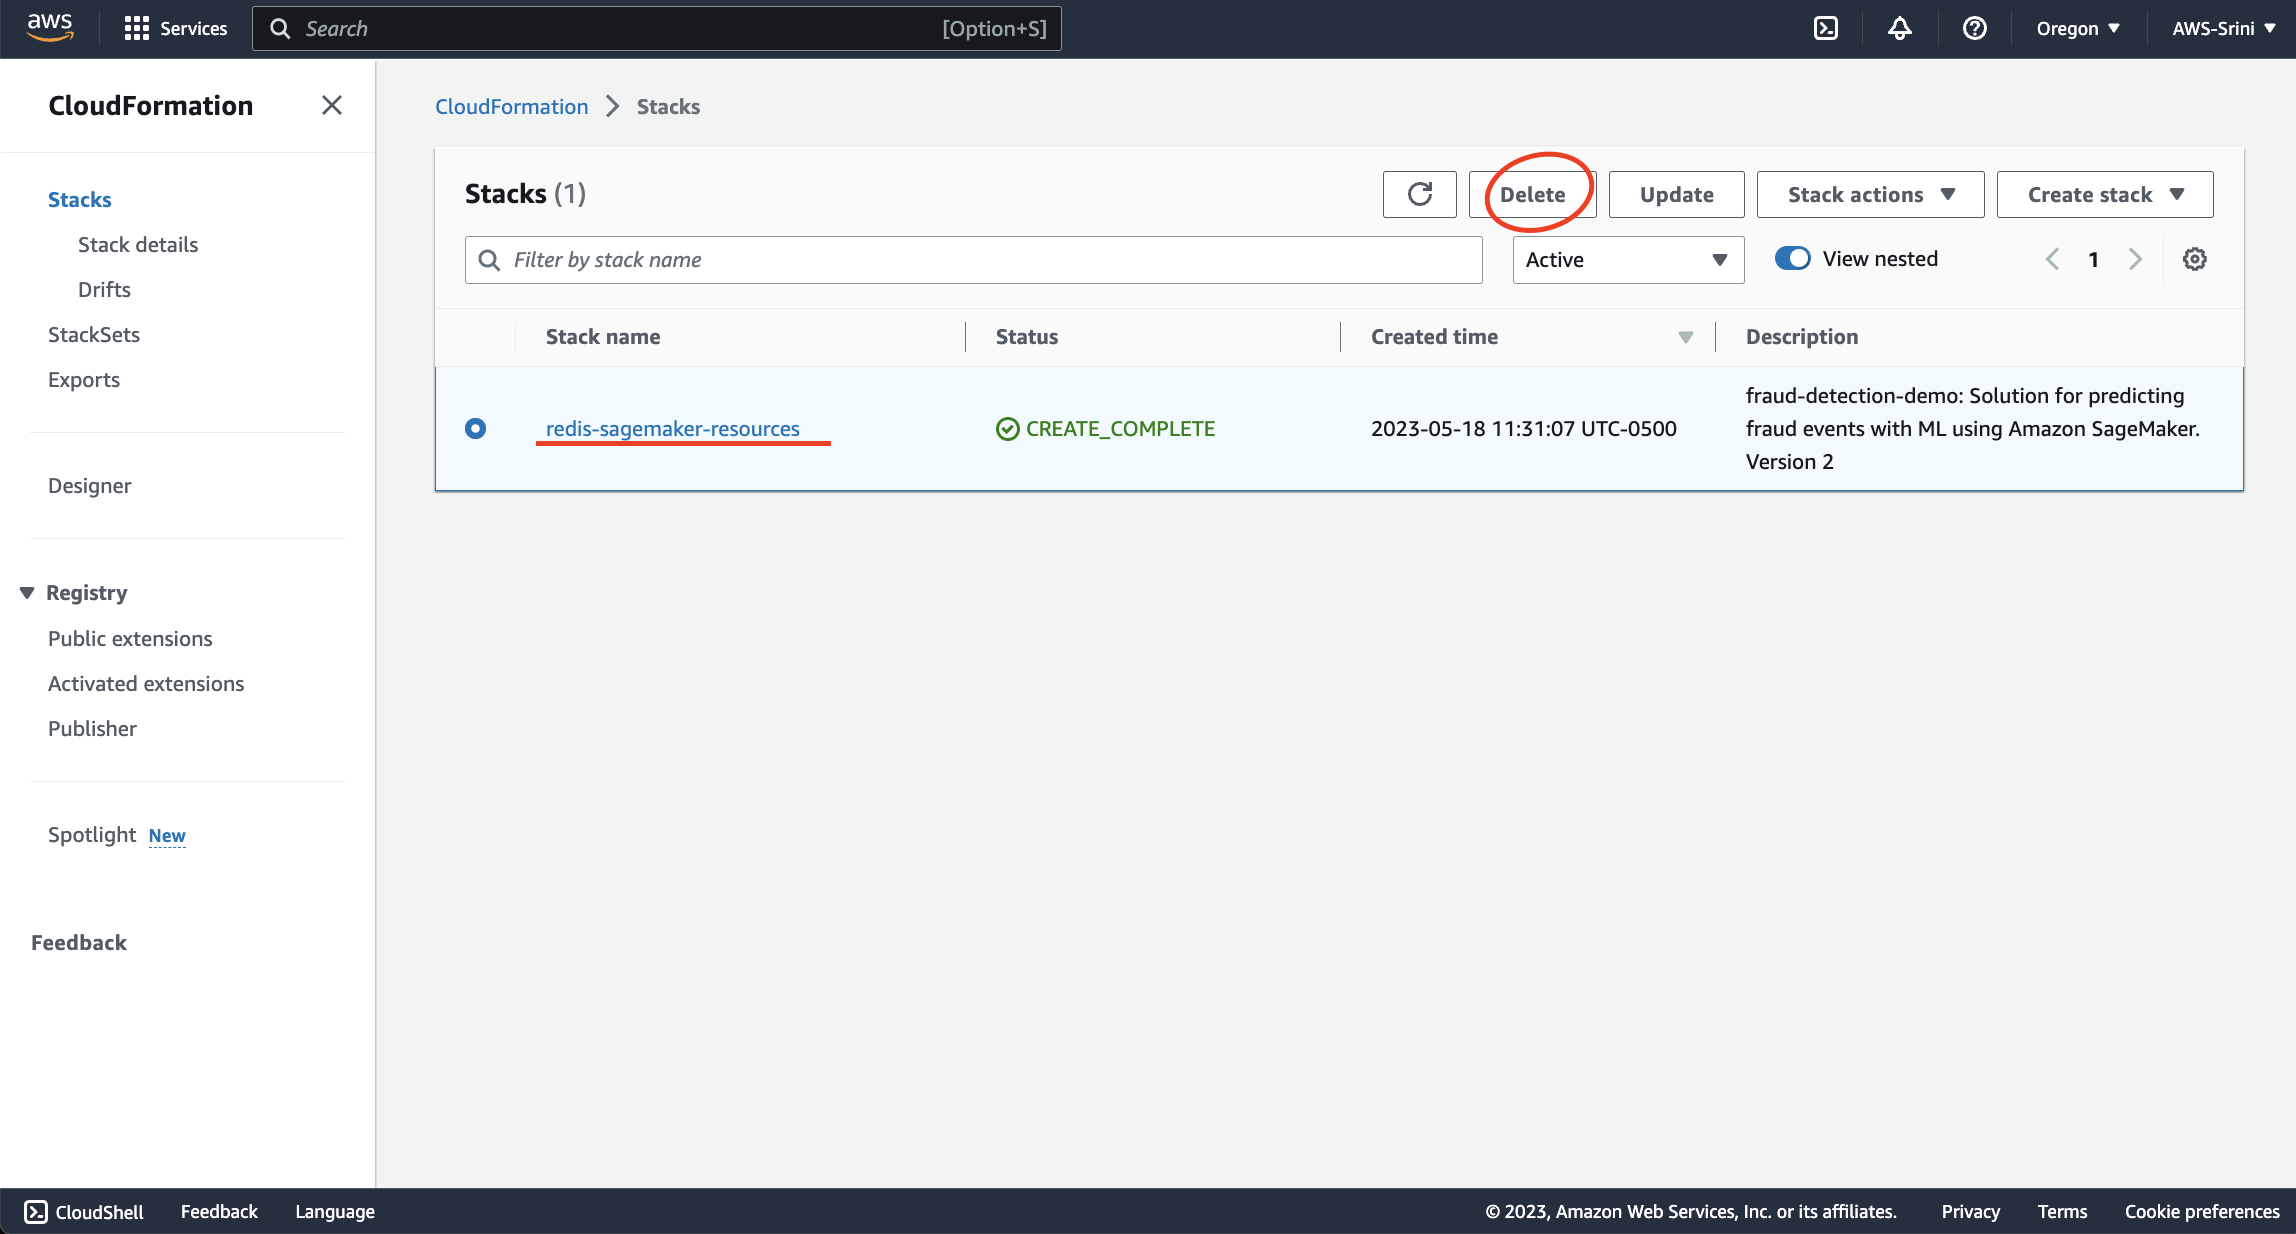 aws Services Search [Option+S] Oregon AWS-Srini
CloudFormation
Stacks
Stack details
Drifts
StackSets
Exports
Designer
Registry
Public extensions
Activated extensions
Publisher
Spotlight New
Feedback
CloudFormation Stacks
Stacks (1) Delete Update Stack actions Create stack
Filter by stack name Active View nested 1
Stack name Status Created time Description
redis-sagemaker-resources CREATE_COMPLETE 2023-05-18 11:31:07 UTC-0500
fraud-detection-demo: Solution for predicting
fraud events with ML using Amazon SageMaker.
Version 2
CloudShell Feedback Language © 2023, Amazon Web Services, Inc. or its affiliates. Privacy Terms Cookie preferences